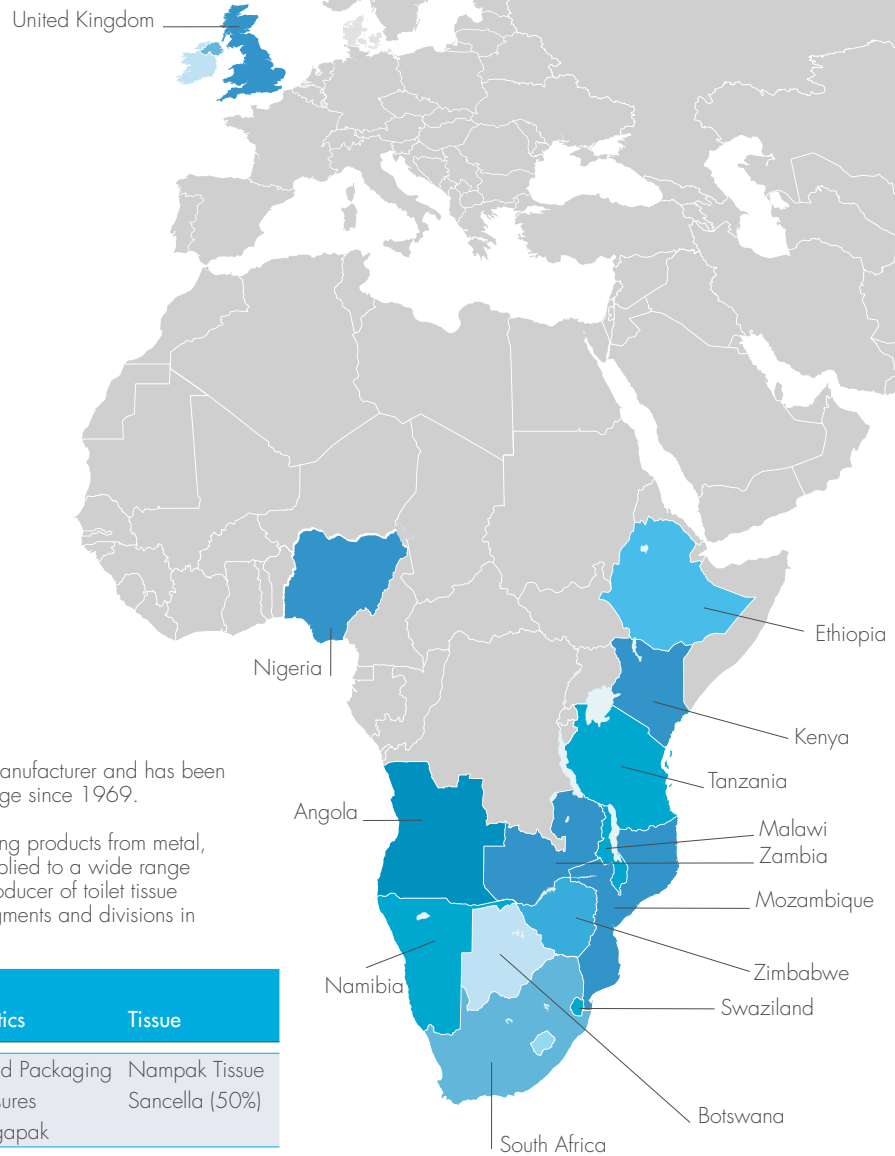 United Kingdom
Ethiopia
Nigeria
Kenya
Tanzania
Angola
Malawi
Zambia
Mozambique
Zimbabwe
Namibia
Swaziland
Botswana
South Africa
anufacturer and has been
ge since 1969.
ng products from metal,
plied to a wide range
oducer of toilet tissue
gments and divisions in
tics Tissue
d Packaging Nampak Tissue
sures Sancella (50%)
gapak